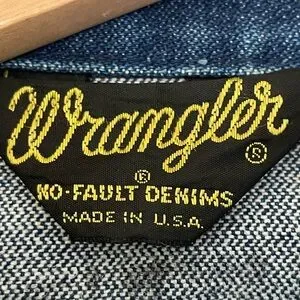 Wrangler
®
®
NO-FAULT DENIMS
MADE IN U.S.A.